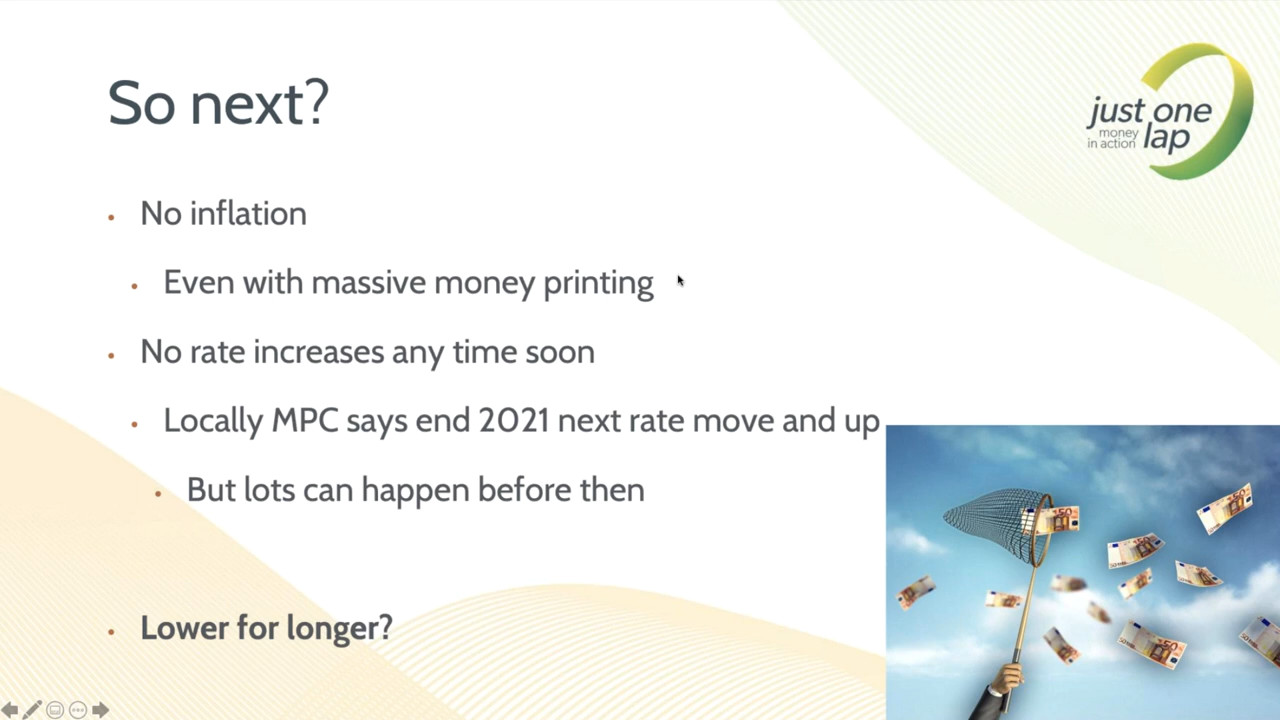 So next?
just one
money
in action lap
No inflation
Even with massive money printing
No rate increases any time soon
Locally MPC says end 2021 next rate move and up
But lots can happen before then
Lower for longer?